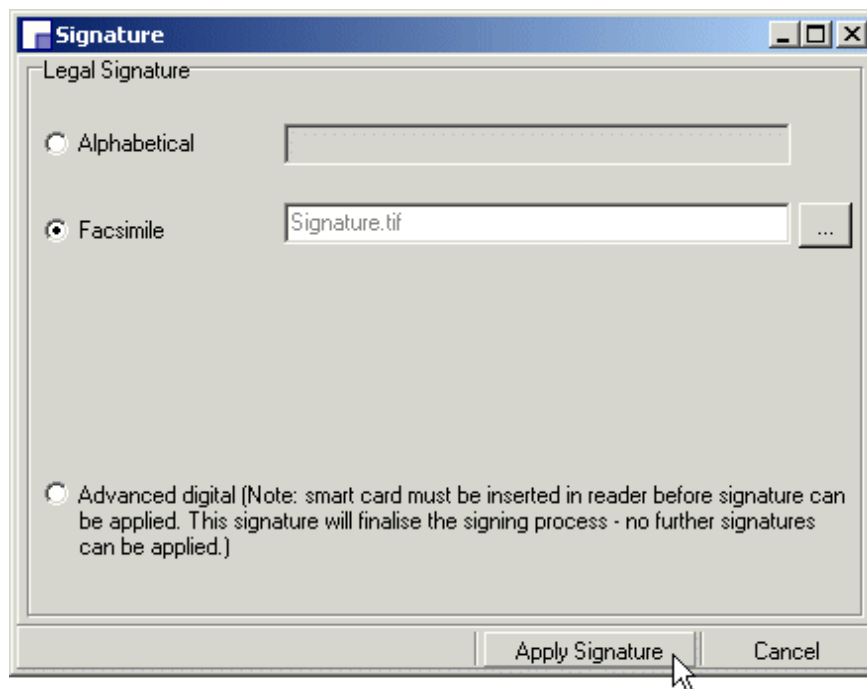 Signature
Legal Signature
Alphabetical
Facsimile
Signature.tif
...
Advanced digital (Note: smart card must be inserted in reader before signature can
be applied. This signature will finalise the signing process - no further signatures
can be applied.)
Apply Signature
Cancel